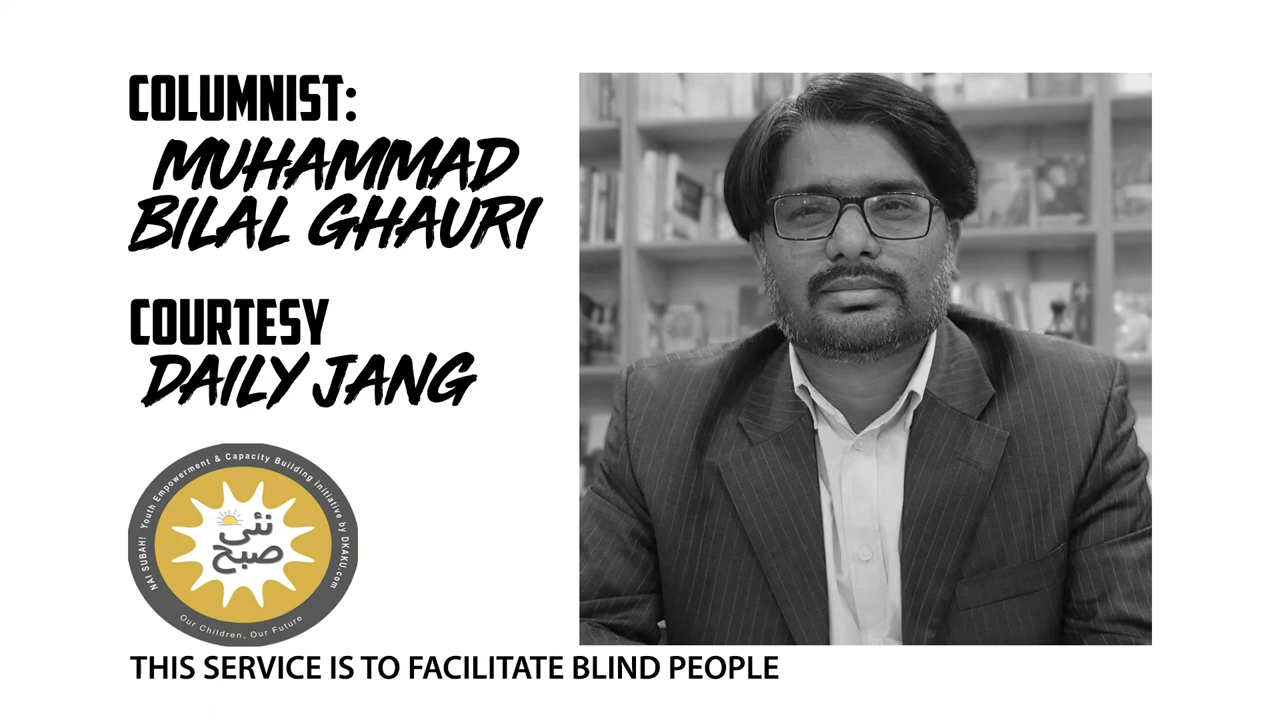 COLUMNIST:
MUHAMMAD
BILAL GHAURI
COURTESY
DAILY JANG
NAI SUBAH! Youth Empowerment & Capacity Building initiative by DKAKU.com
نئی
صبح
Our Children, Our Future
THIS SERVICE IS TO FACILITATE BLIND PEOPLE